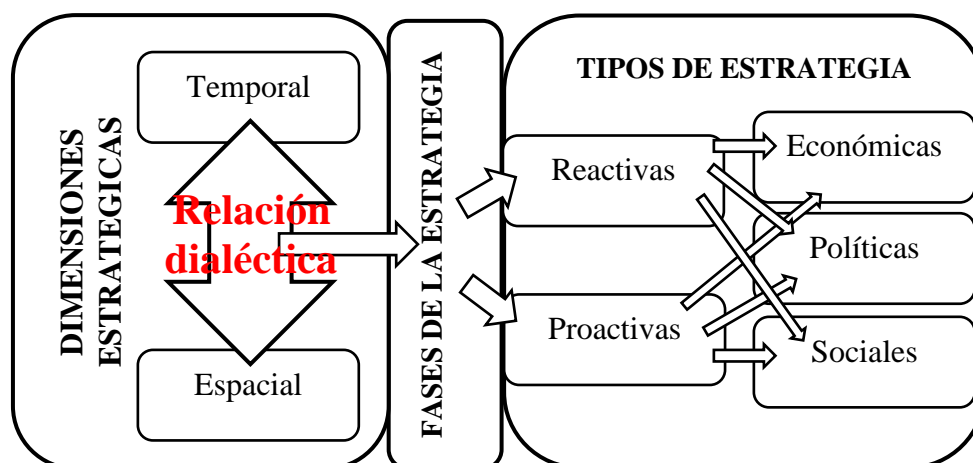 DIMENSIONES
ESTRATEGICAS
Temporal
Relación
dialéctica
Espacial
FASES DE LA ESTRATEGIA
TIPOS DE ESTRATEGIA
Reactivas
Proactivas
Económicas
Políticas
Sociales